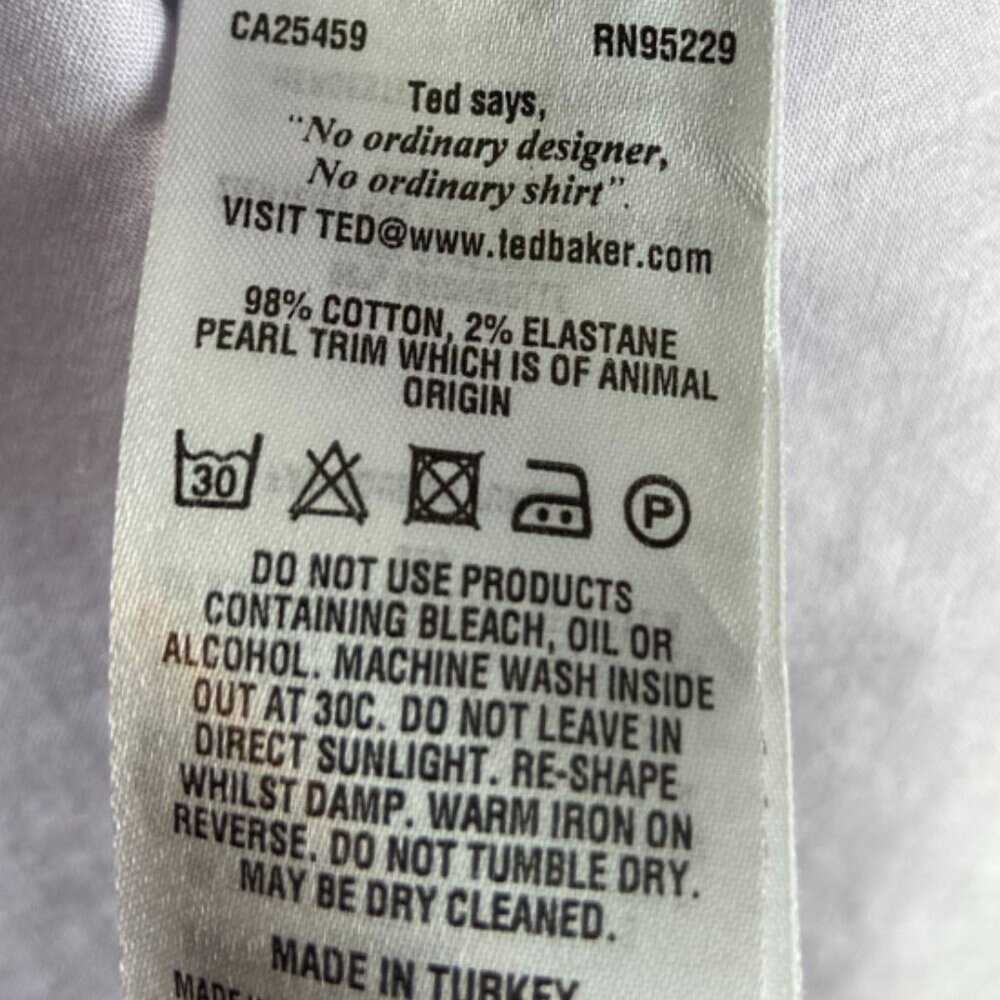 CA25459 RN95229
Ted says,
"No ordinary designer,
No ordinary shirt".
VISIT TED@www.tedbaker.com
98% COTTON, 2% ELASTANE
PEARL TRIM WHICH IS OF ANIMAL
ORIGIN
30 P
DO NOT USE PRODUCTS
CONTAINING BLEACH, OIL OR
ALCOHOL. MACHINE WASH INSIDE
OUT AT 30C. DO NOT LEAVE IN
DIRECT SUNLIGHT. RE-SHAPE
WHILST DAMP. WARM IRON ON
REVERSE. DO NOT TUMBLE DRY.
MAY BE DRY CLEANED.
MADE IN TURKEY
MADE